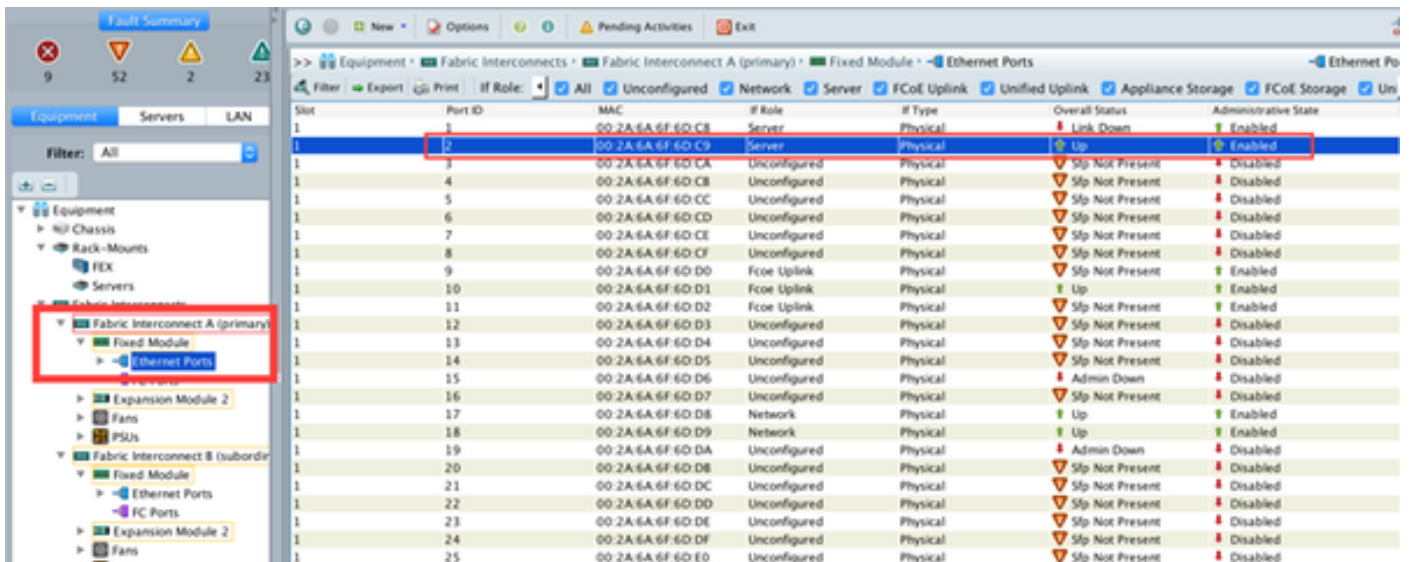 Fault Summary
9 52 2 23
New Options Pending Activities Exit
>> Equipment Fabric Interconnects Fabric Interconnect A (primary) Fixed Module Ethernet Ports
Ethernet Po
Filter Export Print If Role: All Unconfigured Network Server FCoE Uplink Unified Uplink Appliance Storage FCoE Storage Uni
Equipment Servers LAN
Filter: All
Equipment
Chassis
Rack-Mounts
FEX
Servers
Fabric Interconnects
Fabric Interconnect A (primary)
Fixed Module
Ethernet Ports
FC Ports
Expansion Module 2
Fans
PSUs
Fabric Interconnect B (subordin
Fixed Module
Ethernet Ports
FC Ports
Expansion Module 2
Fans
Slot Port ID MAC If Role If Type Overall Status Administrative State
1 1 00:2A:6A:6F:6D:C8 Server Physical Link Down Enabled
1 2 00:2A:6A:6F:6D:C9 Server Physical Up Enabled
1 3 00:2A:6A:6F:6D:CA Unconfigured Physical Sfp Not Present Disabled
1 4 00:2A:6A:6F:6D:CB Unconfigured Physical Sfp Not Present Disabled
1 5 00:2A:6A:6F:6D:CC Unconfigured Physical Sfp Not Present Disabled
1 6 00:2A:6A:6F:6D:CD Unconfigured Physical Sfp Not Present Disabled
1 7 00:2A:6A:6F:6D:CE Unconfigured Physical Sfp Not Present Disabled
1 8 00:2A:6A:6F:6D:CF Unconfigured Physical Sfp Not Present Disabled
1 9 00:2A:6A:6F:6D:D0 Fcoe Uplink Physical Sfp Not Present Enabled
1 10 00:2A:6A:6F:6D:D1 Fcoe Uplink Physical Up Enabled
1 11 00:2A:6A:6F:6D:D2 Fcoe Uplink Physical Sfp Not Present Enabled
1 12 00:2A:6A:6F:6D:D3 Unconfigured Physical Sfp Not Present Disabled
1 13 00:2A:6A:6F:6D:D4 Unconfigured Physical Sfp Not Present Disabled
1 14 00:2A:6A:6F:6D:D5 Unconfigured Physical Sfp Not Present Disabled
1 15 00:2A:6A:6F:6D:D6 Unconfigured Physical Admin Down Disabled
1 16 00:2A:6A:6F:6D:D7 Unconfigured Physical Sfp Not Present Disabled
1 17 00:2A:6A:6F:6D:D8 Network Physical Up Enabled
1 18 00:2A:6A:6F:6D:D9 Network Physical Up Enabled
1 19 00:2A:6A:6F:6D:DA Unconfigured Physical Admin Down Disabled
1 20 00:2A:6A:6F:6D:DB Unconfigured Physical Sfp Not Present Disabled
1 21 00:2A:6A:6F:6D:DC Unconfigured Physical Sfp Not Present Disabled
1 22 00:2A:6A:6F:6D:DD Unconfigured Physical Sfp Not Present Disabled
1 23 00:2A:6A:6F:6D:DE Unconfigured Physical Sfp Not Present Disabled
1 24 00:2A:6A:6F:6D:DF Unconfigured Physical Sfp Not Present Disabled
1 25 00:2A:6A:6F:6D:E0 Unconfigured Physical Sfp Not Present Disabled